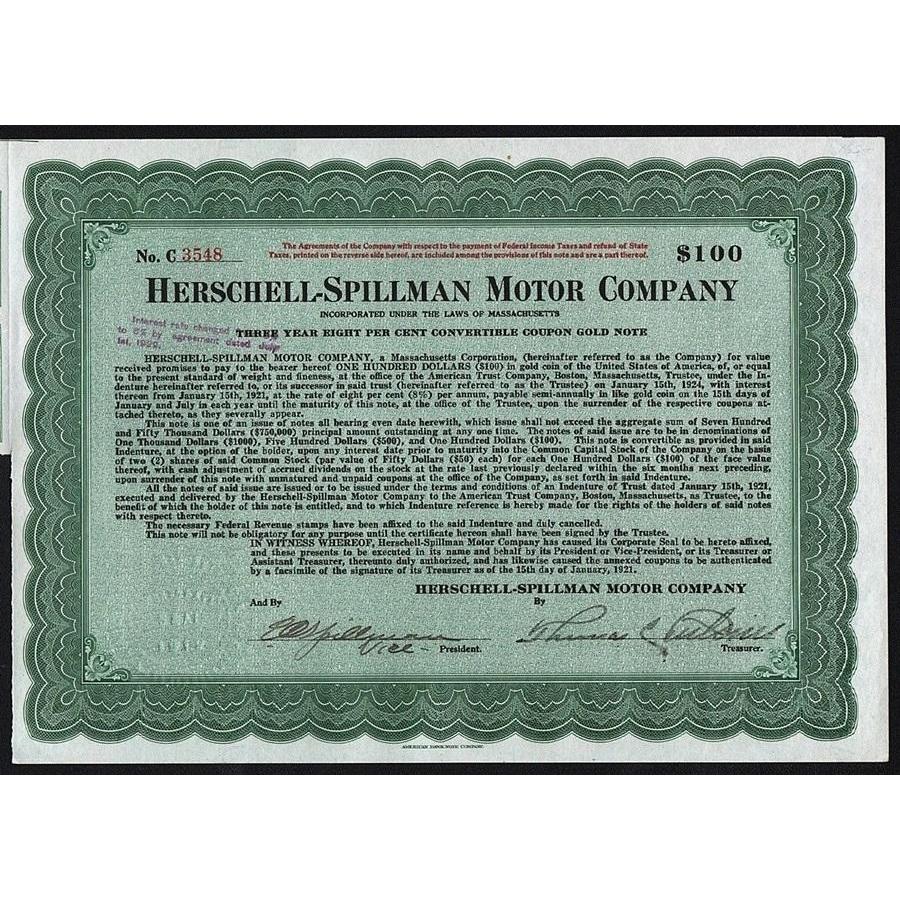 No. C 3548
The Agreements of the Company with respect to the payment of Federal Income Taxes and refund of State
Taxes, printed on the reverse side hereof, are included among the provisions of this note and are a part thereof.
$100
HERSCHELL-SPILLMAN MOTOR COMPANY
INCORPORATED UNDER THE LAWS OF MASSACHUSETTS
Interest rate changed
to 6% by agreement dated July
1st, 1922.
THREE YEAR EIGHT PER CENT CONVERTIBLE COUPON GOLD NOTE
HERSCHELL-SPILLMAN MOTOR COMPANY, a Massachusetts Corporation, (hereinafter referred to as the Company) for value
received promises to pay to the bearer hereof ONE HUNDRED DOLLARS ($100) in gold coin of the United States of America, of, or equal
to the present standard of weight and fineness, at the office of the American Trust Company, Boston, Massachusetts, Trustee, under the In-
denture hereinafter referred to, or its successor in said trust (hereinafter referred to as the Trustee) on January 15th, 1924, with interest
thereon from January 15th, 1921, at the rate of eight per cent (8%) per annum, payable semi-annually in like gold coin on the 15th days of
January and July in each year until the maturity of this note, at the office of the Trustee, upon the surrender of the respective coupons at-
tached thereto, as they severally appear.
This note is one of an issue of notes all bearing even date herewith, which issue shall not exceed the aggregate sum of Seven Hundred
and Fifty Thousand Dollars ($750,000) principal amount outstanding at any one time. The notes of said issue are to be in denominations of
One Thousand Dollars ($1000), Five Hundred Dollars ($500), and One Hundred Dollars ($100). This note is convertible as provided in said
Indenture, at the option of the holder, upon any interest date prior to maturity into the Common Capital Stock of the Company on the basis
of two (2) shares of said Common Stock (par value of Fifty Dollars ($50) each) for each One Hundred Dollars ($100) of the face value
thereof, with cash adjustment of accrued dividends on the stock at the rate last previously declared within the six months next preceding,
upon surrender of this note with unmatured and unpaid coupons at the office of the Company, as set forth in said Indenture.
All the notes of said issue are issued or to be issued under the terms and conditions of an Indenture of Trust dated January 15th, 1921,
executed and delivered by the Herschell-Spillman Motor Company to the American Trust Company, Boston, Massachusetts, as Trustee, to the
benefit of which the holder of this note is entitled, and to which Indenture reference is hereby made for the rights of the holders of said notes
with respect thereto.
The necessary Federal Revenue stamps have been affixed to the said Indenture and duly cancelled.
This note will not be obligatory for any purpose until the certificate hereon shall have been signed by the Trustee.
IN WITNESS WHEREOF, Herschell-Spillman Motor Company has caused its Corporate Seal to be hereto affixed,
and these presents to be executed in its name and behalf by its President or Vice-President, or its Treasurer or
Assistant Treasurer, thereunto duly authorized, and has likewise caused the annexed coupons to be authenticated
by a facsimile of the signature of its Treasurer as of the 15th day of January, 1921.
HERSCHELL-SPILLMAN MOTOR COMPANY
And By
By
Spillman
Vice- President.
Thomas C
Treasurer.
AMERICAN BANK NOTE COMPANY.